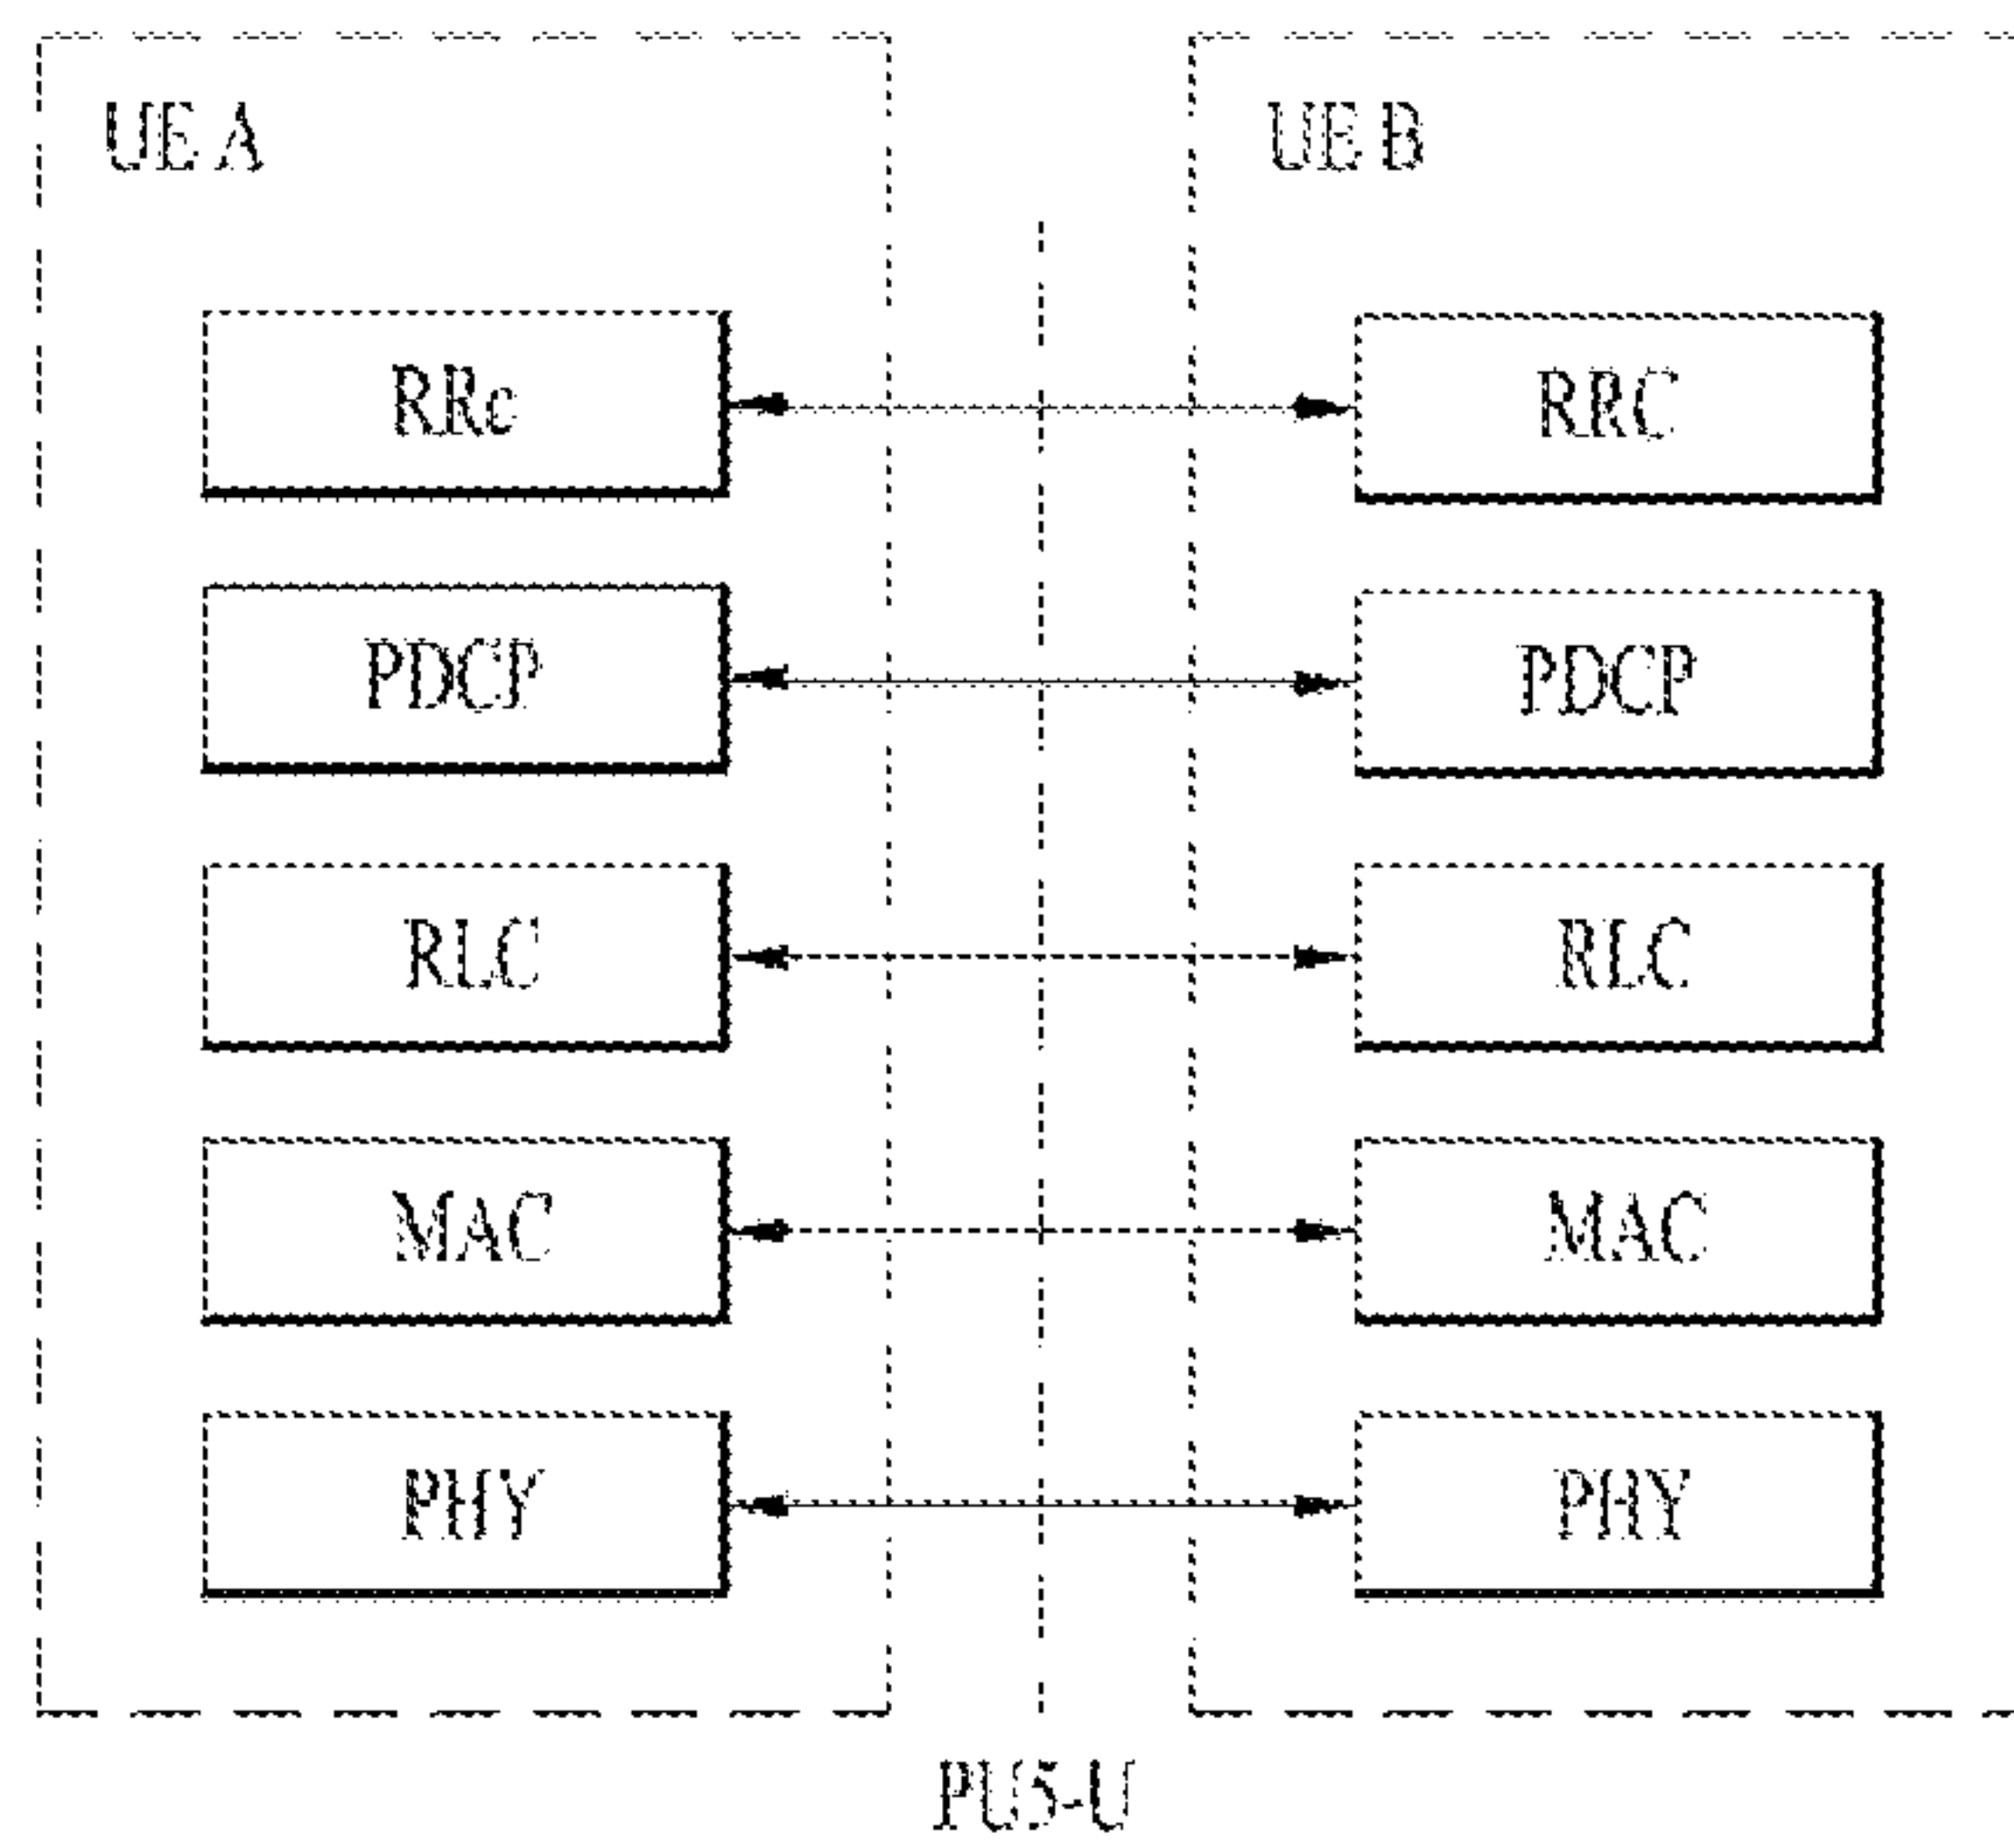 UE A
UE B
RRc
RRC
PDCP
PDCP
RLC
RLC
MAC
MAC
PHY
PHY
PU5-U